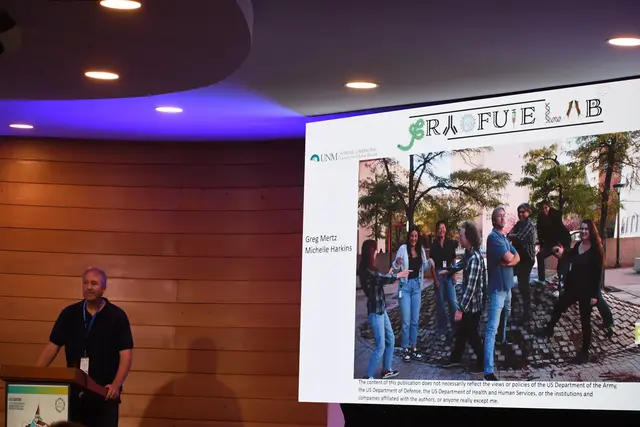 BRADFUTE LAB
UNM
Greg Mertz
Michelle Harkins
The content of this publication does not necessarily reflect the views or policies of the US Department of the Army,
the US Department of Defense, the US Department of Health and Human Services, or the institutions and
companies affiliated with the authors, or anyone really except me.